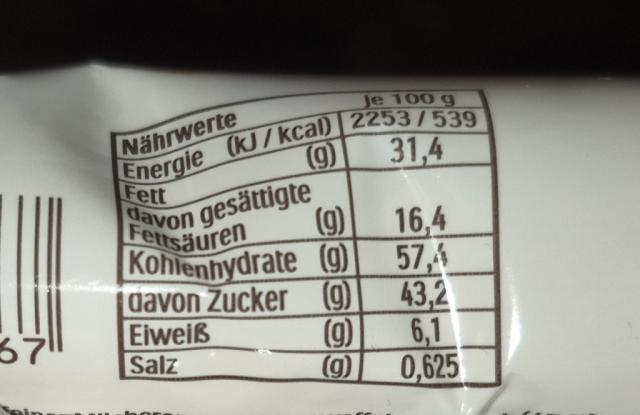 Nährwerte je 100 g
Energie (kJ / kcal) 2253 / 539
Fett (g) 31,4
davon gesättigte
Fettsäuren (g) 16,4
Kohlenhydrate (g) 57,4
davon Zucker (g) 43,2
Eiweiß (g) 6,1
Salz (g) 0,625
67